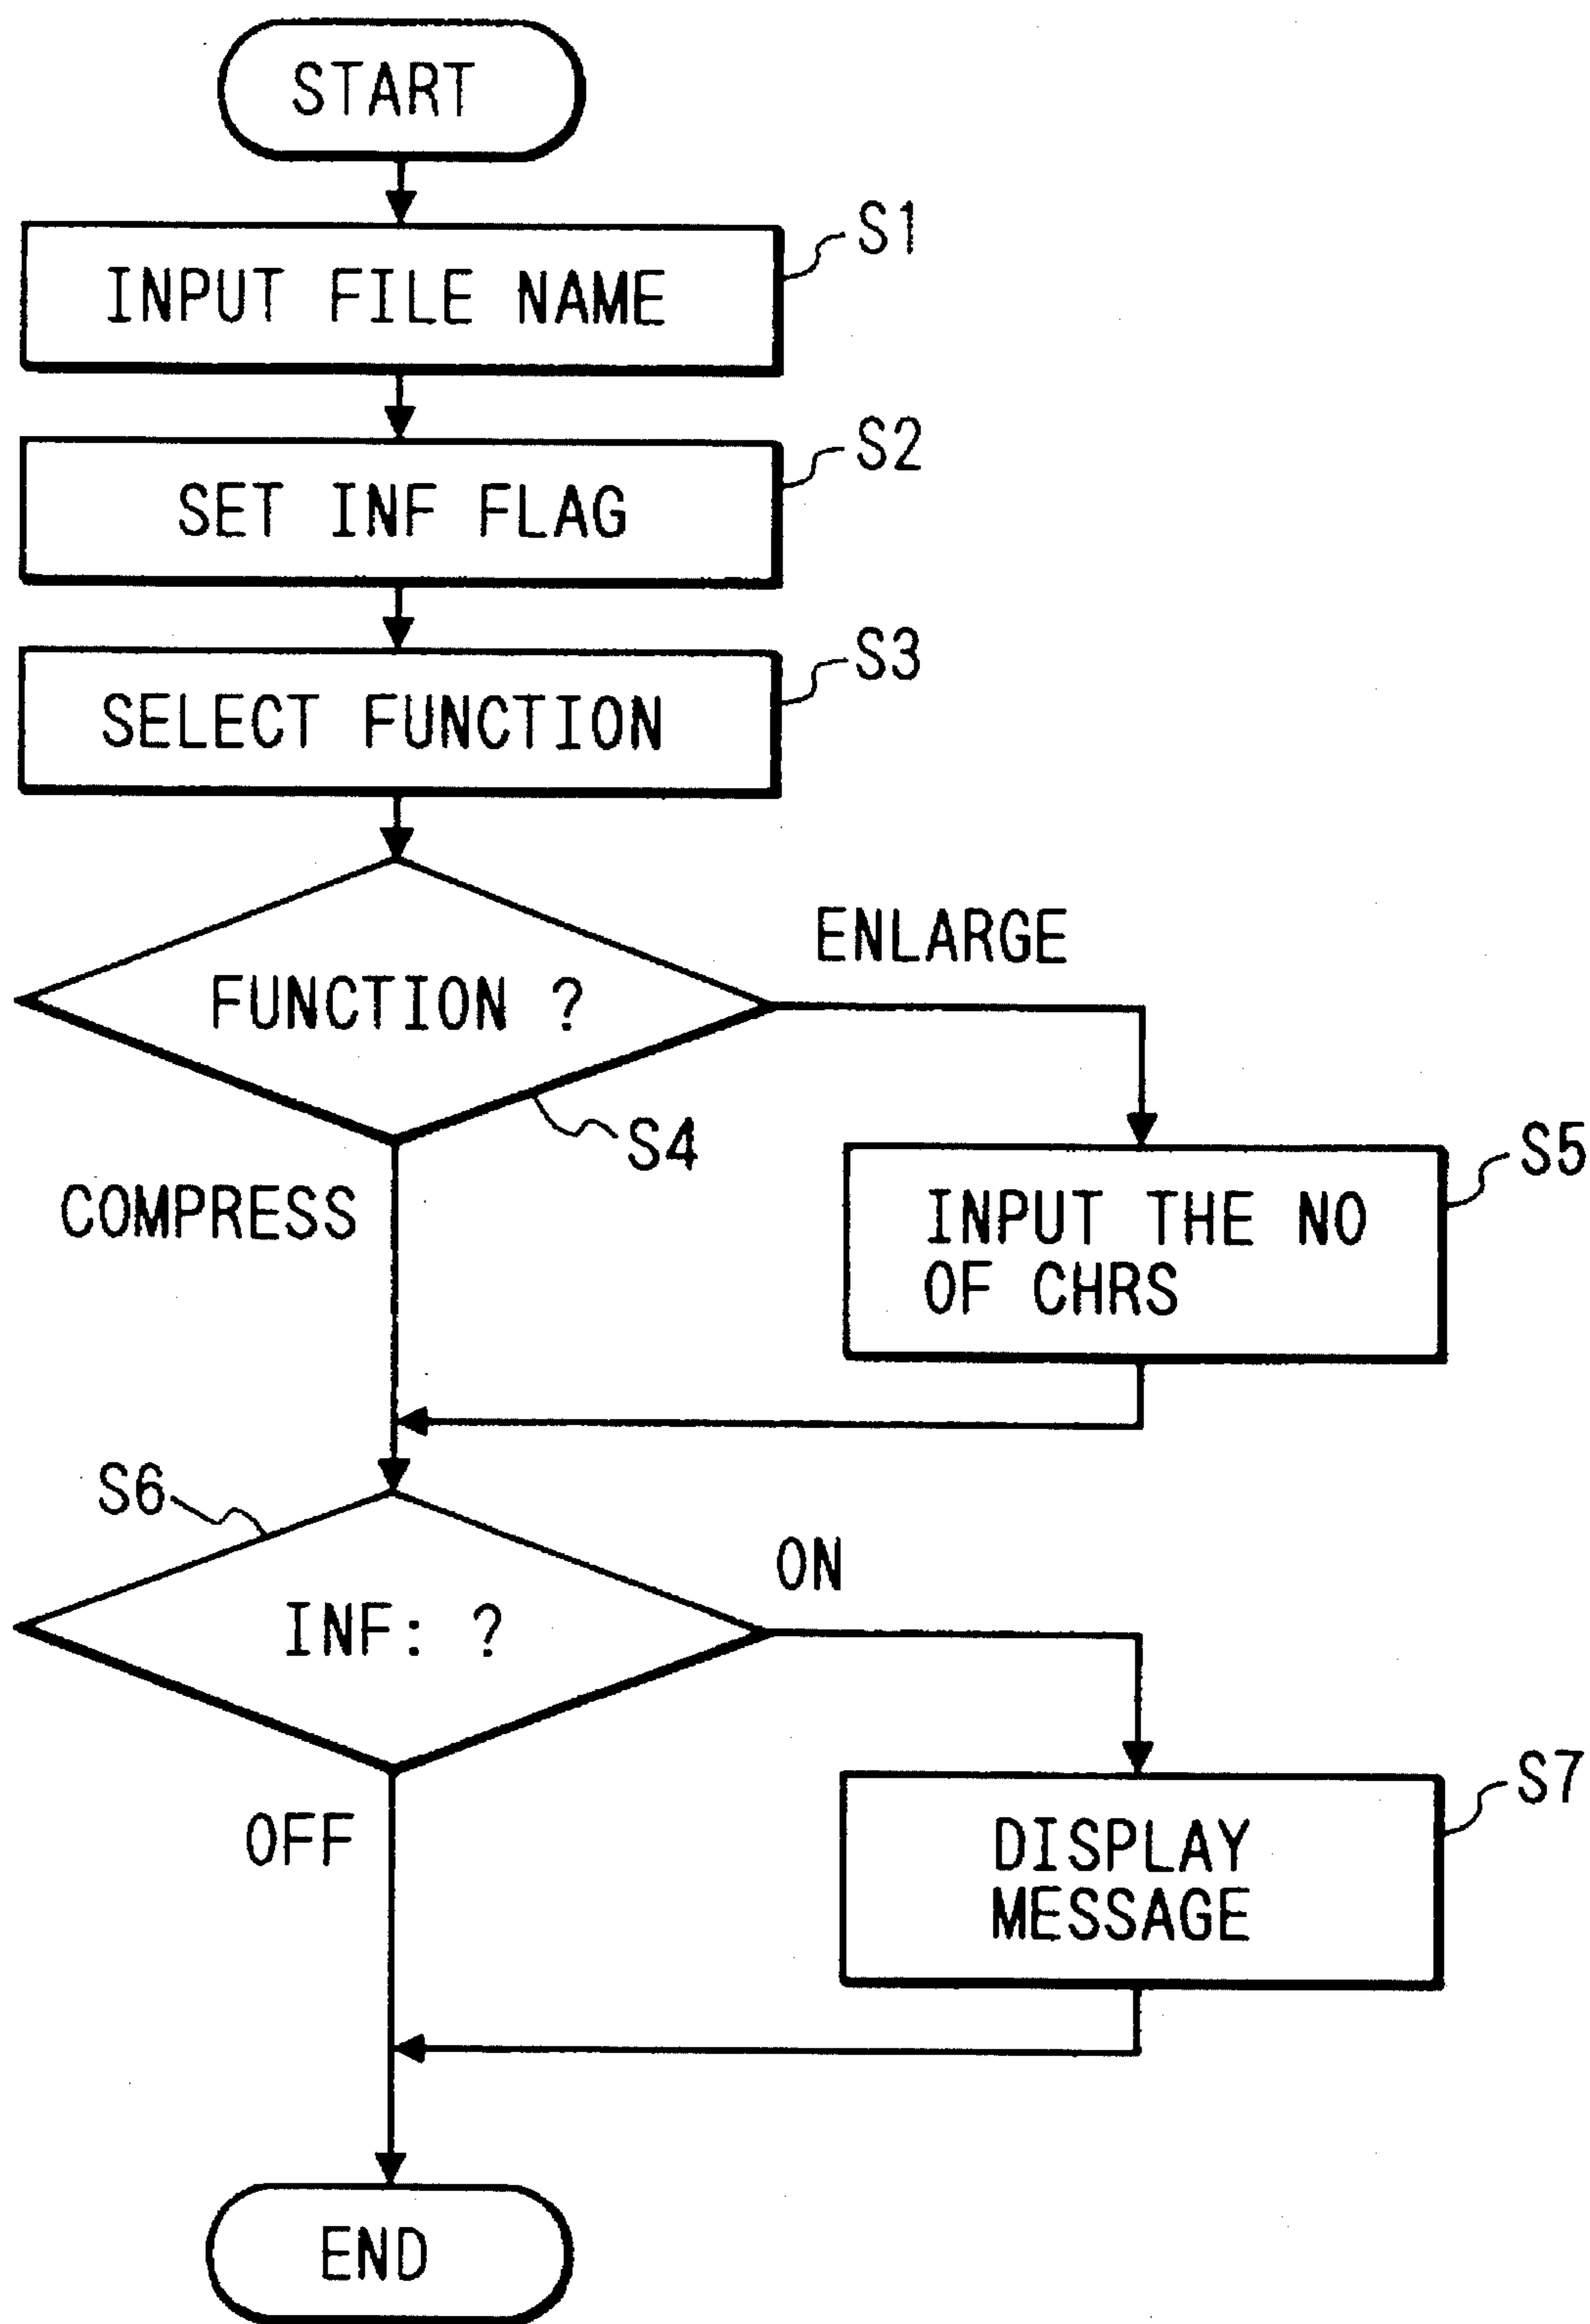 START
S1
INPUT FILE NAME
S2
SET INF FLAG
S3
SELECT FUNCTION
ENLARGE
FUNCTION ?
S4
COMPRESS
S5
INPUT THE NO
OF CHRS
S6
ON
INF: ?
OFF
S7
DISPLAY
MESSAGE
END